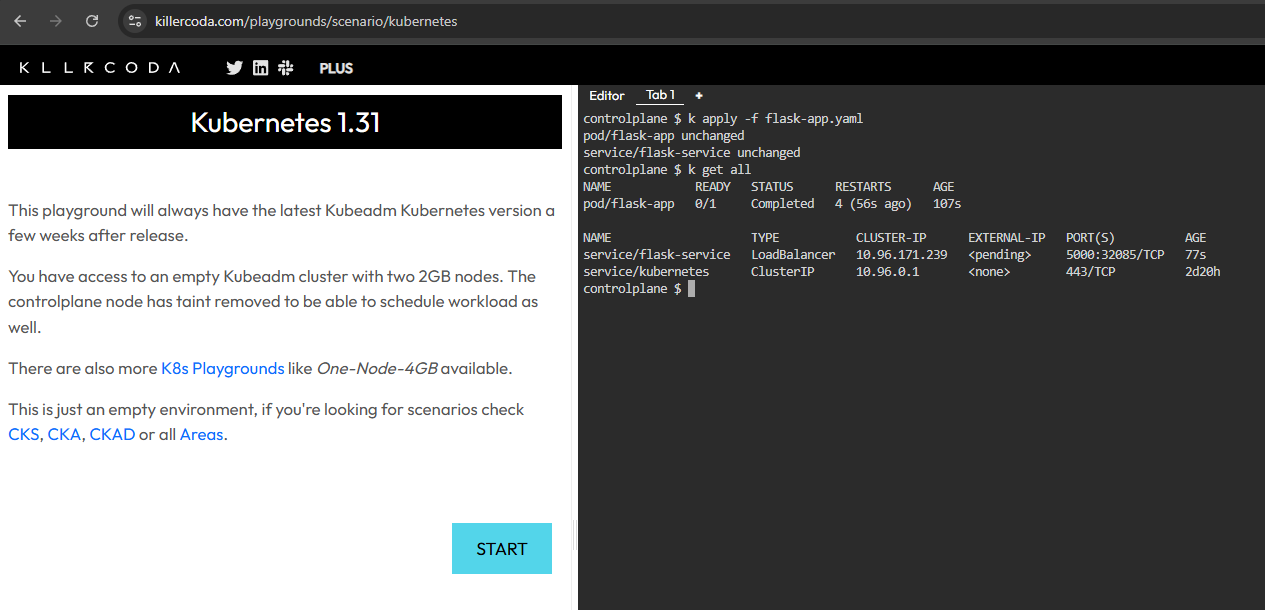 killercoda.com/playgrounds/scenario/kubernetes
KLLRCODA
PLUS
Kubernetes 1.31
This playground will always have the latest Kubeadm Kubernetes version a
few weeks after release.
You have access to an empty Kubeadm cluster with two 2GB nodes. The
controlplane node has taint removed to be able to schedule workload as
well.
There are also more K8s Playgrounds like One-Node-4GB available.
This is just an empty environment, if you're looking for scenarios check
CKS, CKA, CKAD or all Areas.
START
Editor Tab 1 +
controlplane $ k apply -f flask-app.yaml
pod/flask-app unchanged
service/flask-service unchanged
controlplane $ k get all
NAME READY STATUS RESTARTS AGE
pod/flask-app 0/1 Completed 4 (56s ago) 107s
NAME TYPE CLUSTER-IP EXTERNAL-IP PORT(S) AGE
service/flask-service LoadBalancer 10.96.171.239 <pending> 5000:32085/TCP 77s
service/kubernetes ClusterIP 10.96.0.1 <none> 443/TCP 2d20h
controlplane $